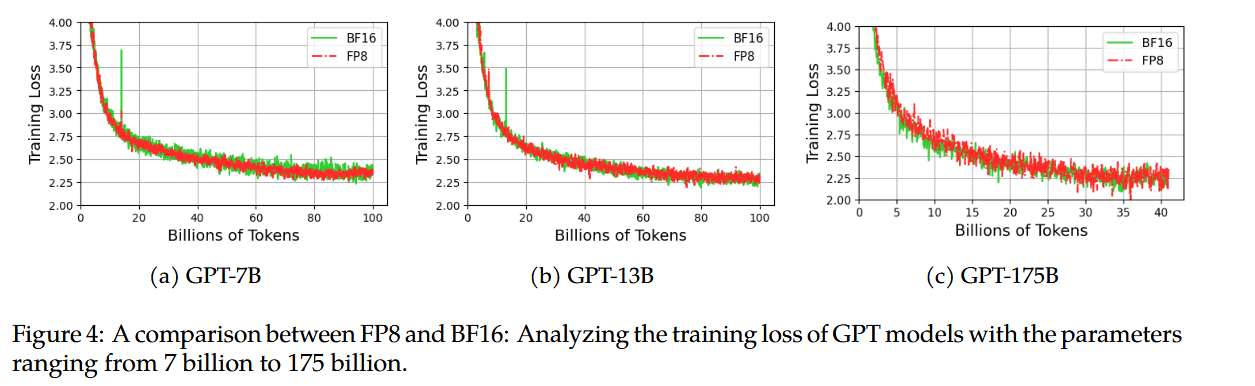 4.00
3.75
3.50
3.25
3.00
2.75
2.50
2.25
2.00
Training Loss
0
20
40
60
80
100
Billions of Tokens
BF16
FP8
(a) GPT-7B
4.00
3.75
3.50
3.25
3.00
2.75
2.50
2.25
2.00
Training Loss
0
20
40
60
80
100
Billions of Tokens
BF16
FP8
(b) GPT-13B
4.00
3.75
3.50
3.25
3.00
2.75
2.50
2.25
2.00
Training Loss
0
5
10
15
20
25
30
35
40
Billions of Tokens
BF16
FP8
(c) GPT-175B
Figure 4: A comparison between FP8 and BF16: Analyzing the training loss of GPT models with the parameters
ranging from 7 billion to 175 billion.